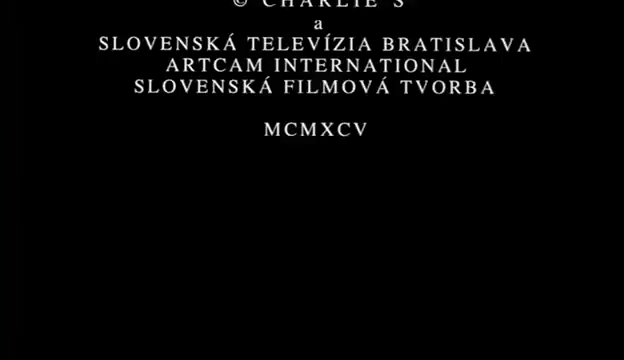 © CHARLIE'S
a
SLOVENSKÁ TELEVÍZIA BRATISLAVA
ARTCAM INTERNATIONAL
SLOVENSKÁ FILMOVÁ TVORBA
MCMXCV